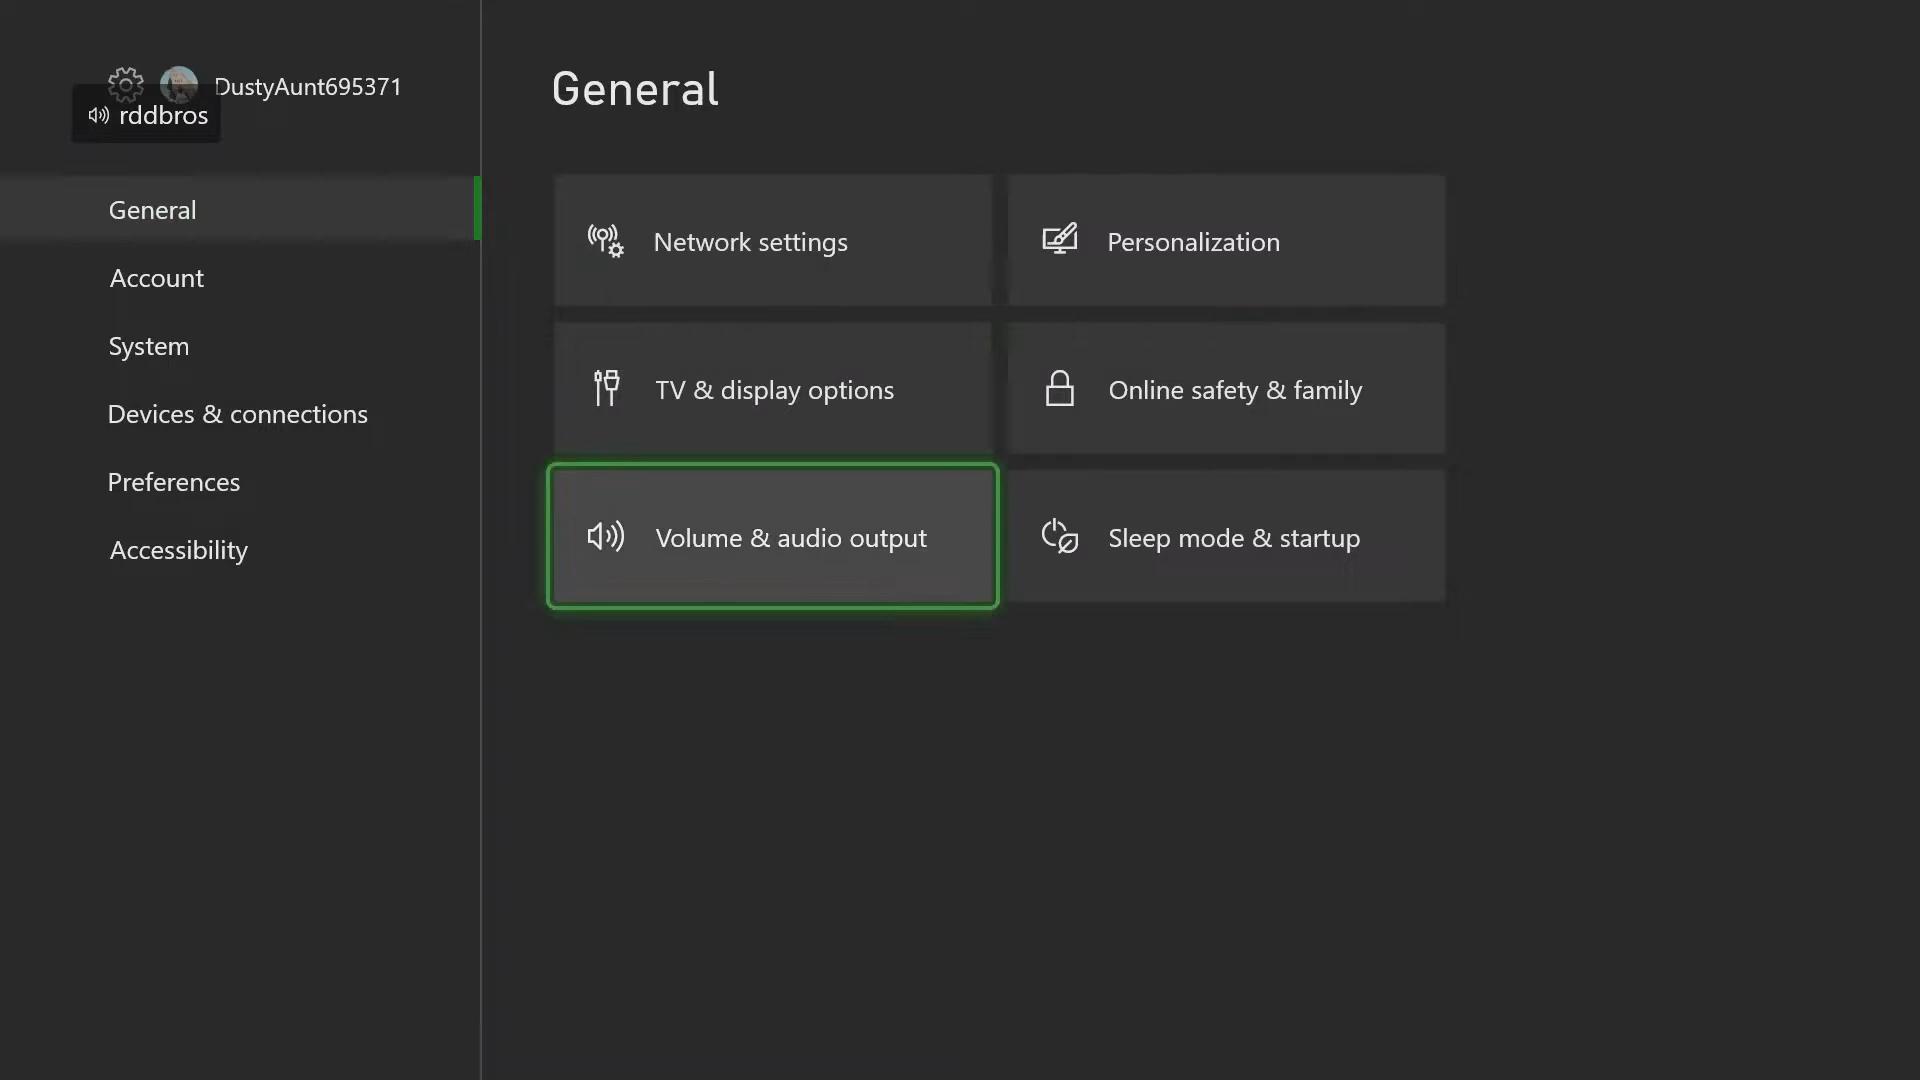 DustyAunt695371
rddbros
General
Account
System
Devices & connections
Preferences
Accessibility
General
Network settings
Personalization
TV & display options
Online safety & family
Volume & audio output
Sleep mode & startup